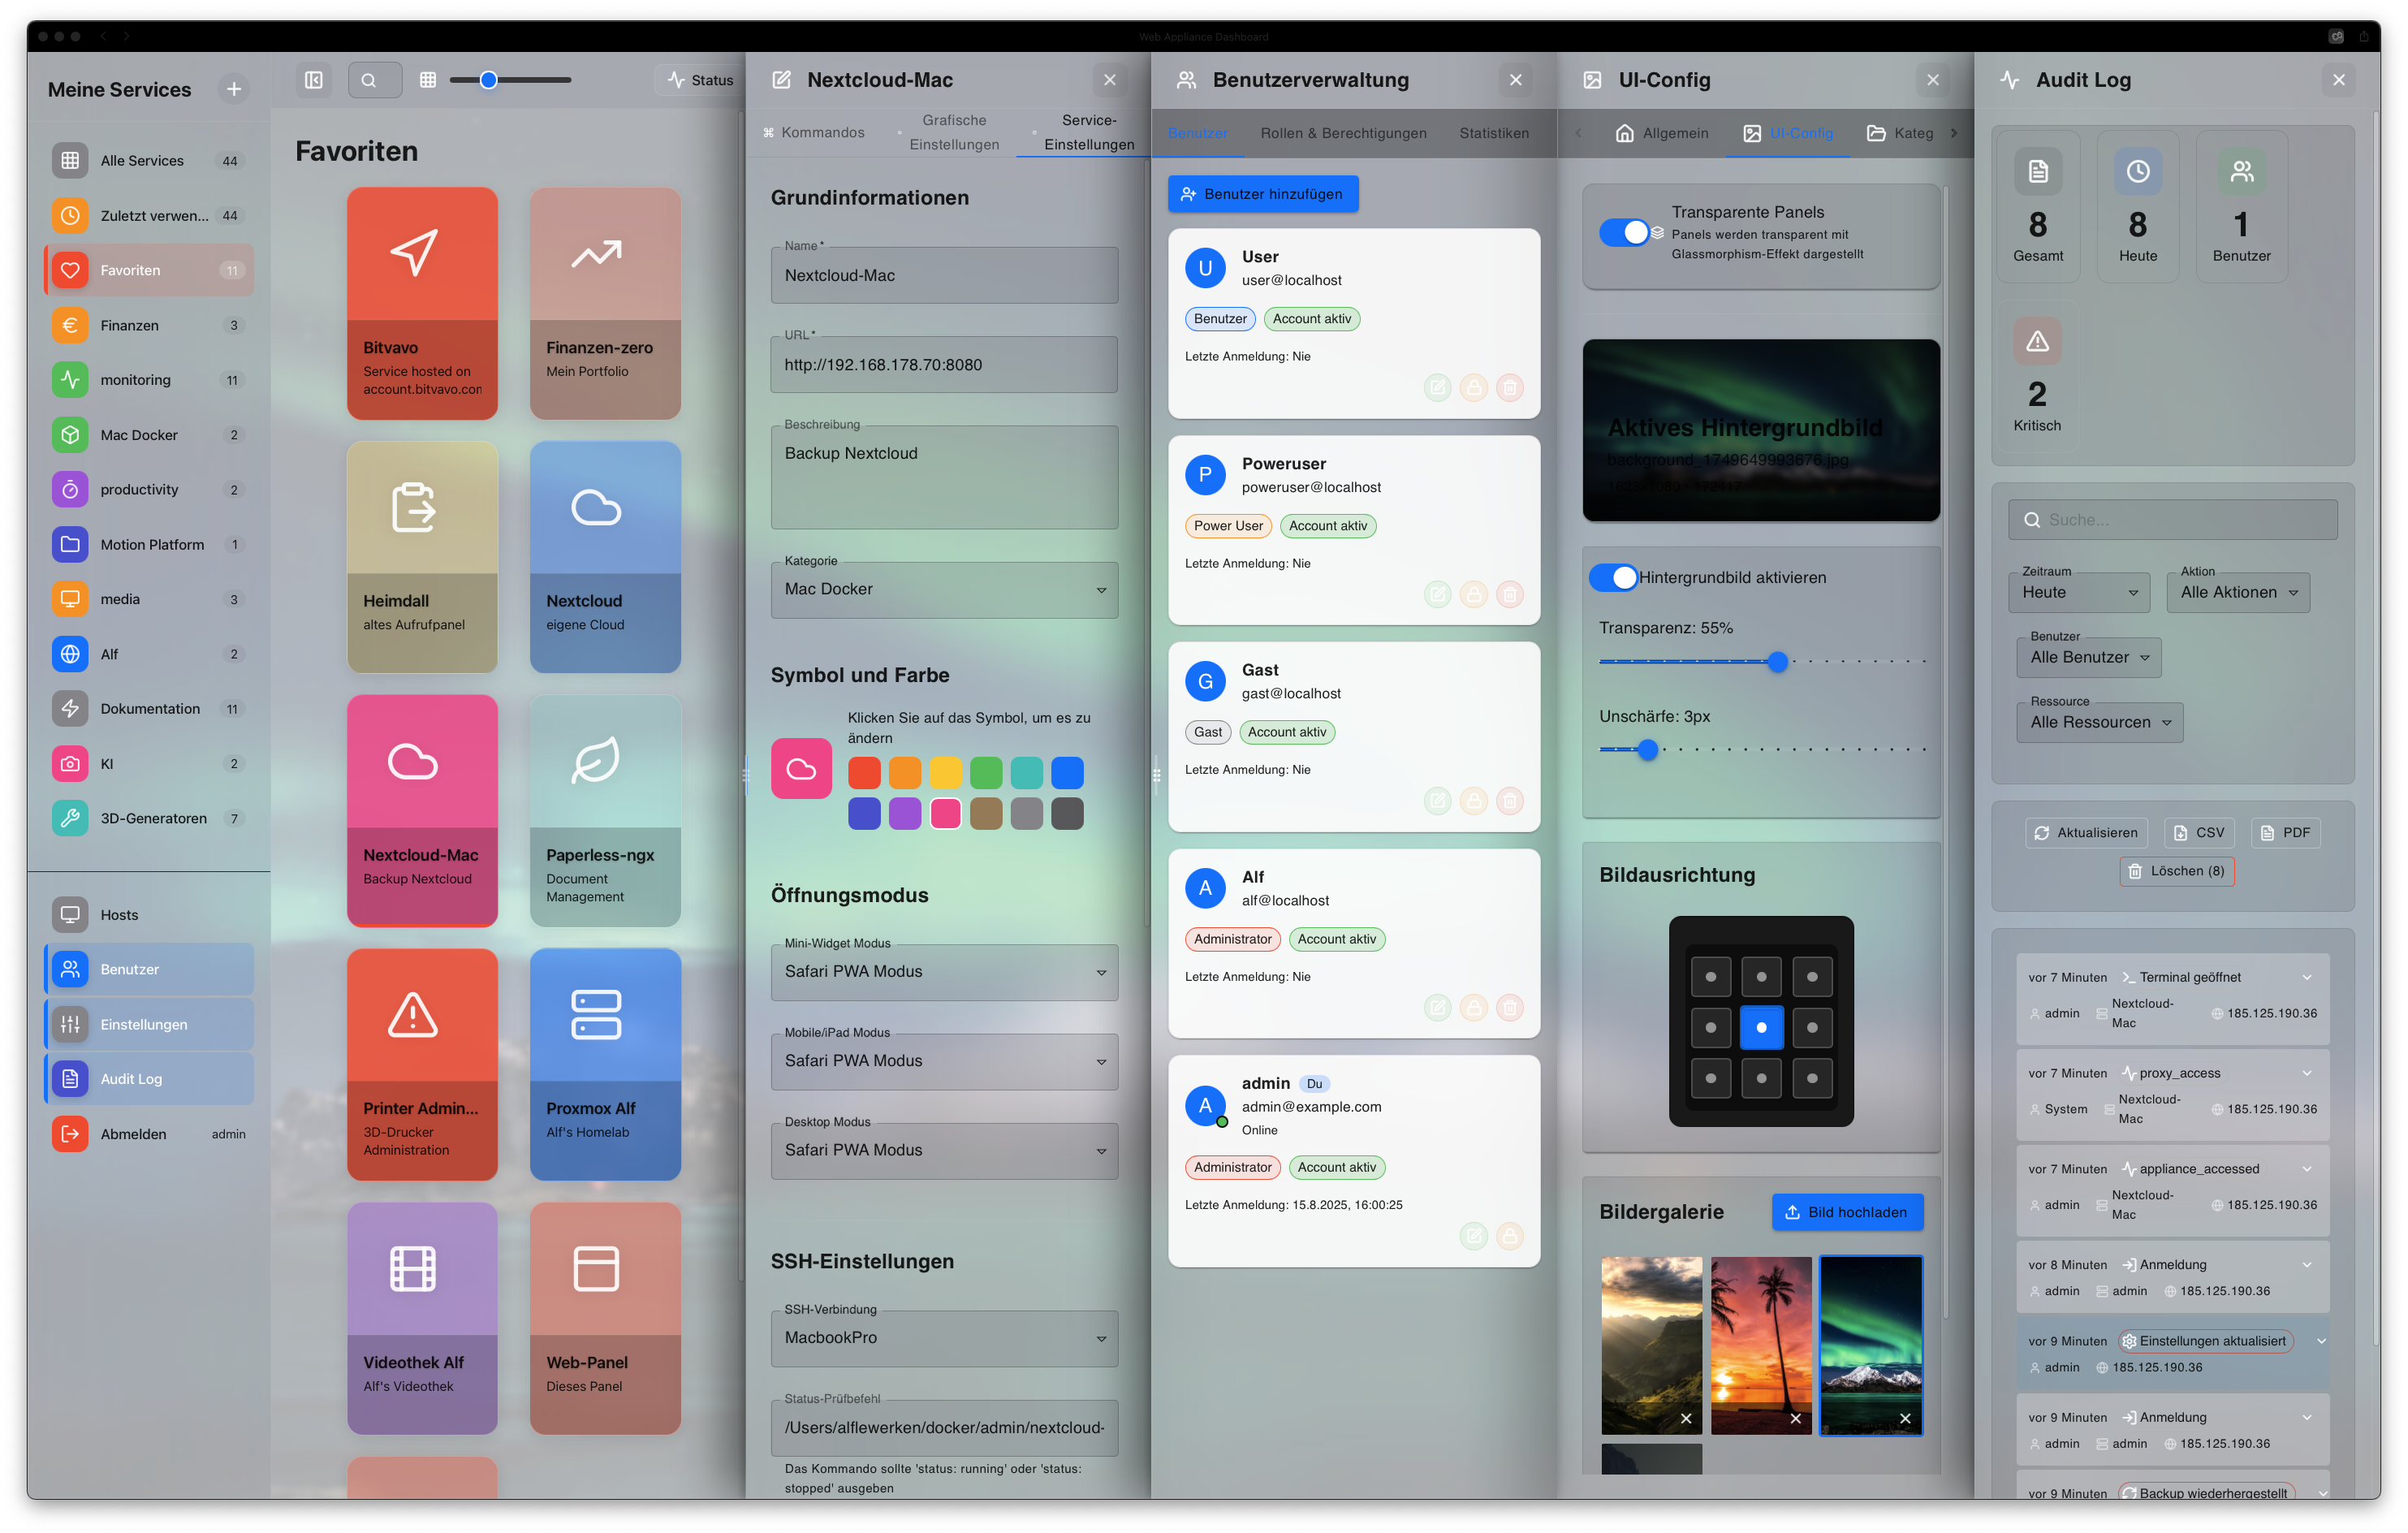 Web Appliance Dashboard
Meine Services
Alle Services 44
Zuletzt verwen... 44
Favoriten 11
Finanzen 3
monitoring 11
Mac Docker 2
productivity 2
Motion Platform 1
media 3
Alf 2
Dokumentation 11
KI 2
3D-Generatoren 7
Hosts
Benutzer
Einstellungen
Audit Log
Abmelden admin
Status
Favoriten
Bitvavo
Service hosted on
account.bitvavo.com
Finanzen-zero
Mein Portfolio
Heimdall
altes Aufrufpanel
Nextcloud
eigene Cloud
Nextcloud-Mac
Backup Nextcloud
Paperless-ngx
Document
Management
Printer Admin...
3D-Drucker
Administration
Proxmox Alf
Alf's Homelab
Videothek Alf
Alf's Videothek
Web-Panel
Dieses Panel
Nextcloud-Mac
⌘ Kommandos
Grafische
Einstellungen
Service-
Einstellungen
Grundinformationen
Name *
Nextcloud-Mac
URL *
http://192.168.178.70:8080
Beschreibung
Backup Nextcloud
Kategorie
Mac Docker
Symbol und Farbe
Klicken Sie auf das Symbol, um es zu
ändern
Öffnungsmodus
Mini-Widget Modus
Safari PWA Modus
Mobile/iPad Modus
Safari PWA Modus
Desktop Modus
Safari PWA Modus
SSH-Einstellungen
SSH-Verbindung
MacbookPro
Status-Prüfbefehl
/Users/alflewerken/docker/admin/nextcloud-
Das Kommando sollte 'status: running' oder 'status:
stopped' ausgeben
Benutzerverwaltung
Benutzer Rollen & Berechtigungen Statistiken
Benutzer hinzufügen
U User
user@localhost
Benutzer Account aktiv
Letzte Anmeldung: Nie
P Poweruser
poweruser@localhost
Power User Account aktiv
Letzte Anmeldung: Nie
G Gast
gast@localhost
Gast Account aktiv
Letzte Anmeldung: Nie
A Alf
alf@localhost
Administrator Account aktiv
Letzte Anmeldung: Nie
A admin Du
admin@example.com
Online
Administrator Account aktiv
Letzte Anmeldung: 15.8.2025, 16:00:25
UI-Config
Allgemein UI-Config Kateg
Transparente Panels
Panels werden transparent mit
Glassmorphism-Effekt dargestellt
Aktives Hintergrundbild
background_1749649993676.jpg
Hintergrundbild aktivieren
Transparenz: 55%
Unschärfe: 3px
Bildausrichtung
Bildergalerie Bild hochladen
Audit Log
8 8 1
Gesamt Heute Benutzer
2
Kritisch
Suche...
Zeitraum Aktion
Heute Alle Aktionen
Benutzer
Alle Benutzer
Ressource
Alle Ressourcen
Aktualisieren CSV PDF
Löschen (8)
vor 7 Minuten Terminal geöffnet
admin Nextcloud- 185.125.190.36
Mac
vor 7 Minuten proxy_access
System Nextcloud- 185.125.190.36
Mac
vor 7 Minuten appliance_accessed
admin Nextcloud- 185.125.190.36
Mac
vor 8 Minuten Anmeldung
admin admin 185.125.190.36
vor 9 Minuten Einstellungen aktualisiert
admin 185.125.190.36
vor 9 Minuten Anmeldung
admin admin 185.125.190.36
vor 9 Minuten Backup wiederhergestellt